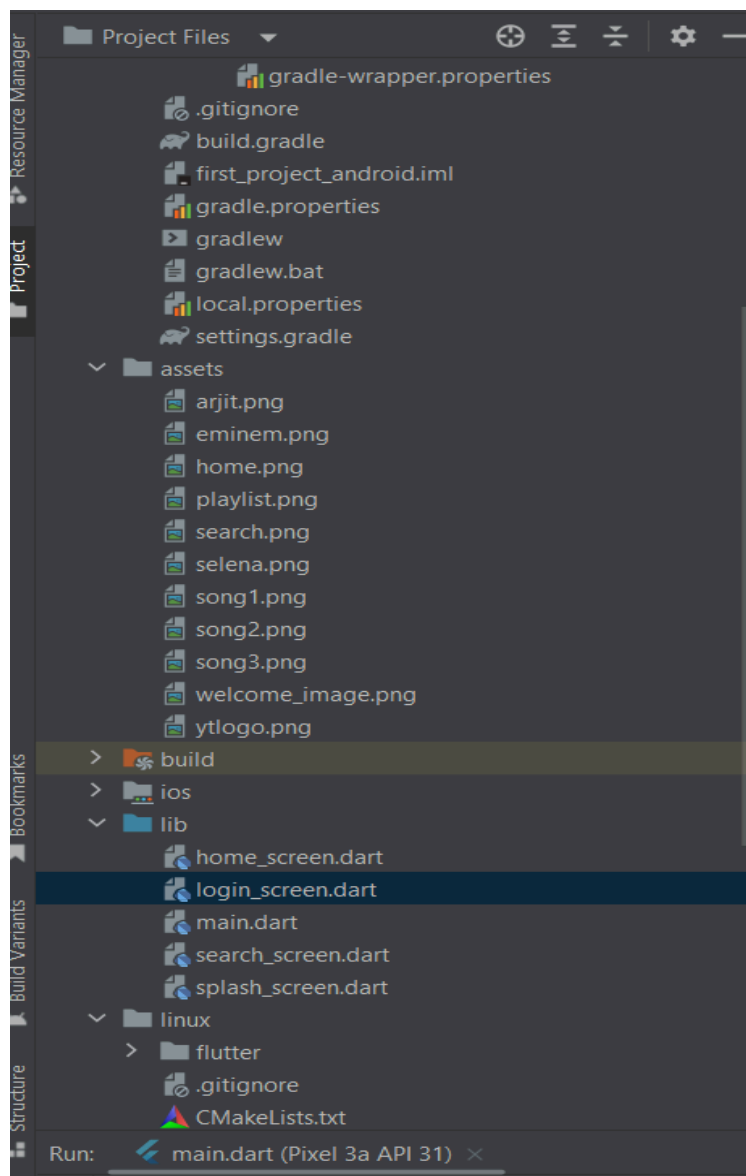 Project Files
gradle-wrapper.properties
.gitignore
build.gradle
first_project_android.iml
gradle.properties
gradlew
gradlew.bat
local.properties
settings.gradle
assets
arjit.png
eminem.png
home.png
playlist.png
search.png
selena.png
song1.png
song2.png
song3.png
welcome_image.png
ytlogo.png
build
ios
lib
home_screen.dart
login_screen.dart
main.dart
search_screen.dart
splash_screen.dart
linux
flutter
.gitignore
CMakeLists.txt
Run: main.dart (Pixel 3a API 31)
Resource Manager
Project
Bookmarks
Build Variants
Structure